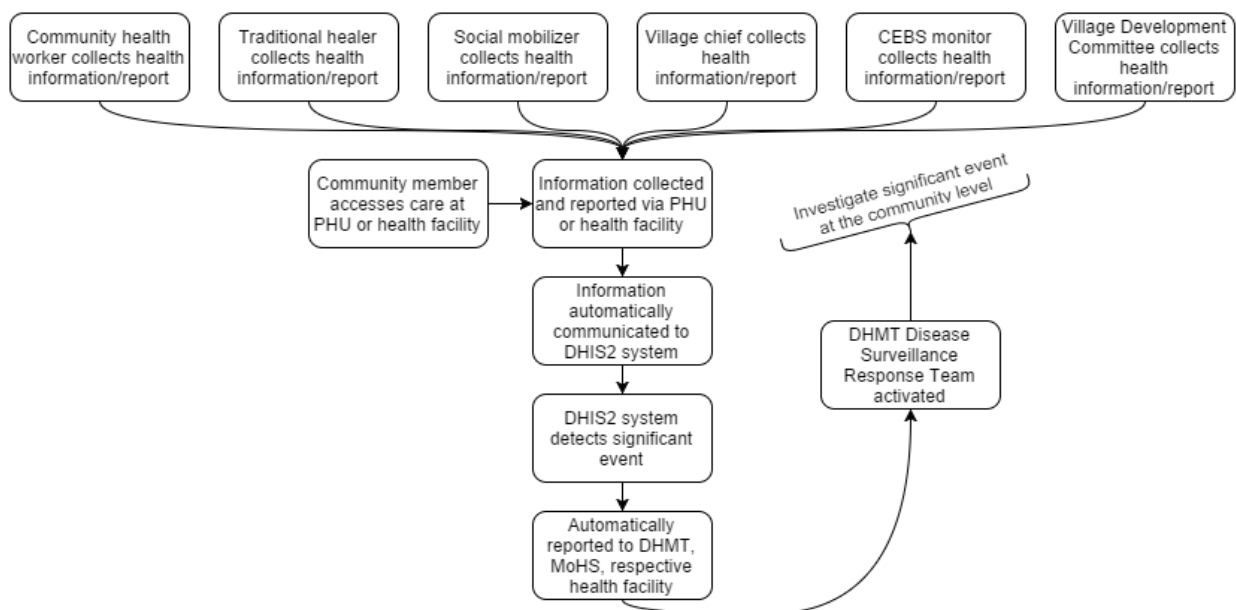 Community health
worker collects health
information/report
Traditional healer
collects health
information/report
Social mobilizer
collects health
information/report
Village chief collects
health
information/report
CEBS monitor
collects health
information/report
Village Development
Committee collects
health
information/report
Community member
accesses care at
PHU or health facility
Information collected
and reported via PHU
or health facility
Investigate significant event
at the community level
Information
automatically
communicated to
DHIS2 system
DHMT Disease
Surveillance
Response Team
activated
DHIS2 system
detects significant
event
Automatically
reported to DHMT,
MoHS, respective
health facility